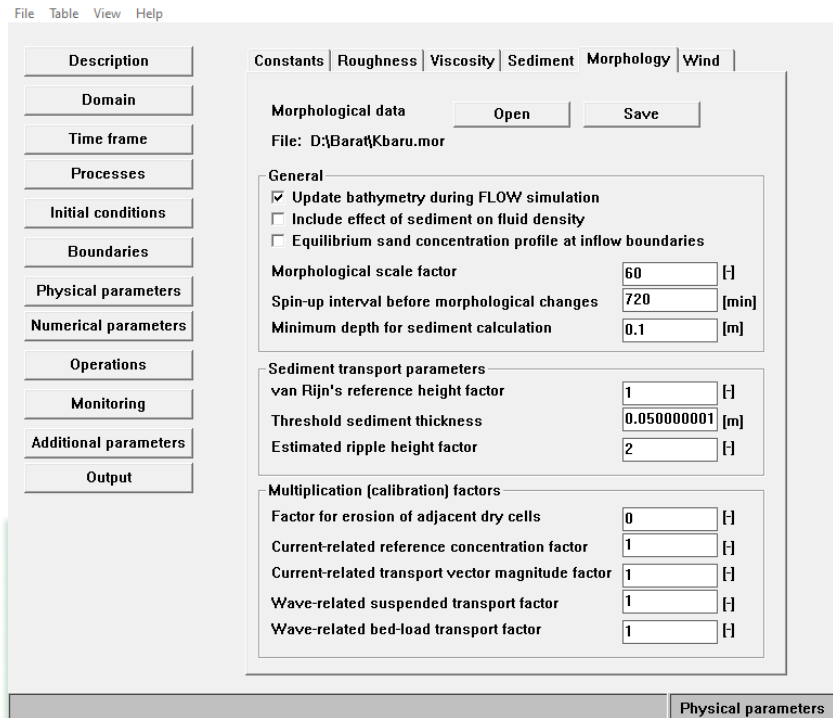 File Table View Help
Description
Domain
Time frame
Processes
Initial conditions
Boundaries
Physical parameters
Numerical parameters
Operations
Monitoring
Additional parameters
Output
Constants Roughness Viscosity Sediment Morphology Wind
Morphological data Open Save
File: D:\Barat\Kbaru.mor
General
Update bathymetry during FLOW simulation
Include effect of sediment on fluid density
Equilibrium sand concentration profile at inflow boundaries
Morphological scale factor 60 [-]
Spin-up interval before morphological changes 720 [min]
Minimum depth for sediment calculation 0.1 [m]
Sediment transport parameters
van Rijn's reference height factor 1 [-]
Threshold sediment thickness 0.050000001 [m]
Estimated ripple height factor 2 [-]
Multiplication (calibration) factors
Factor for erosion of adjacent dry cells 0 [-]
Current-related reference concentration factor 1 [-]
Current-related transport vector magnitude factor 1 [-]
Wave-related suspended transport factor 1 [-]
Wave-related bed-load transport factor 1 [-]
Physical parameters